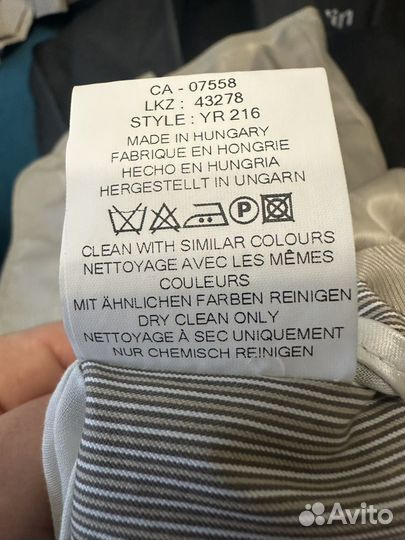 in
CA - 07558
LKZ : 43278
STYLE : YR 216
MADE IN HUNGARY
FABRIQUE EN HONGRIE
HECHO EN HUNGRIA
HERGESTELLT IN UNGARN
P
CLEAN WITH SIMILAR COLOURS
NETTOYAGE AVEC LES MÊMES
COULEURS
MIT ÄHNLICHEN FARBEN REINIGEN
DRY CLEAN ONLY
NETTOYAGE À SEC UNIQUEMENT
NUR CHEMISCH REINIGEN
Avito